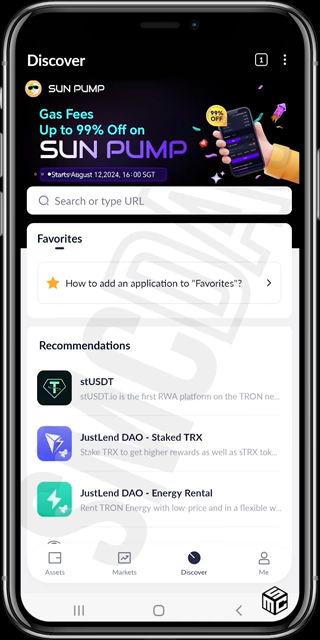 Discover
1
SUN PUMP
Gas Fees
Up to 99% Off on
SUN PUMP
99%
OFF
Starts August 12,2024, 16:00 SGT
Search or type URL
Favorites
How to add an application to "Favorites"?
Recommendations
stUSDT
stUSDT.io is the first RWA platform on the TRON ne...
JustLend DAO - Staked TRX
Stake TRX to get higher rewards as well as sTRX tok...
JustLend DAO - Energy Rental
Rent TRON Energy with low-price and in a flexible w...
Assets
Markets
Discover
Me